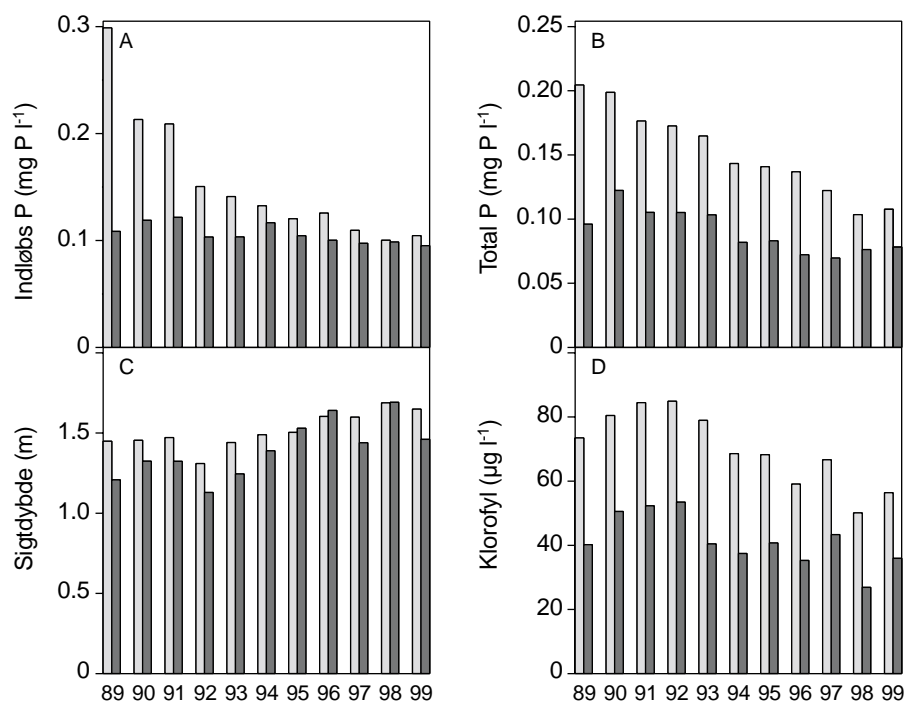 A
Indløbs P (mg P l-1)
0.3
0.2
0.1
0
B
Total P (mg P l-1)
0.25
0.20
0.15
0.10
0.05
0
C
Sigtdybde (m)
1.5
1.0
0.5
0
89 90 91 92 93 94 95 96 97 98 99
D
Klorofyl (µg l-1)
80
60
40
20
0
89 90 91 92 93 94 95 96 97 98 99